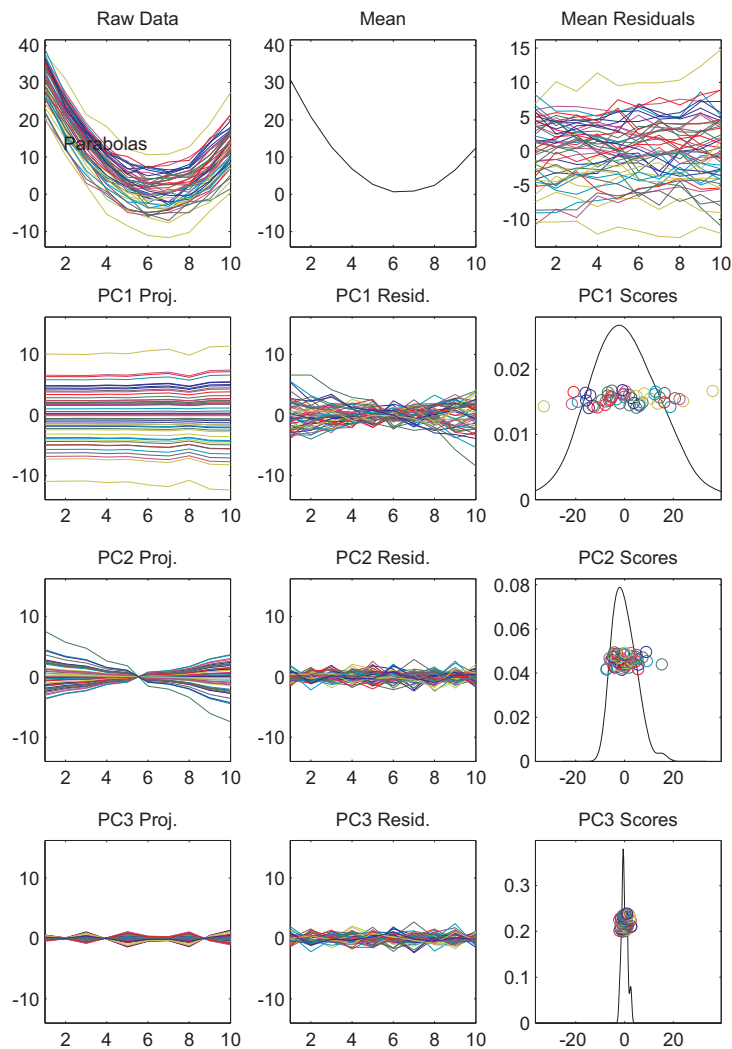 Raw Data
Mean
Mean Residuals
40
30
20
10
0
-10
Parabolas
2 4 6 8 10
40
30
20
10
0
-10
2 4 6 8 10
15
10
5
0
-5
-10
2 4 6 8 10
PC1 Proj.
PC1 Resid.
PC1 Scores
10
0
-10
2 4 6 8 10
10
0
-10
2 4 6 8 10
0.02
0.01
0
-20 0 20
PC2 Proj.
PC2 Resid.
PC2 Scores
10
0
-10
2 4 6 8 10
10
0
-10
2 4 6 8 10
0.08
0.06
0.04
0.02
0
-20 0 20
PC3 Proj.
PC3 Resid.
PC3 Scores
10
0
-10
2 4 6 8 10
10
0
-10
2 4 6 8 10
0.3
0.2
0.1
0
-20 0 20